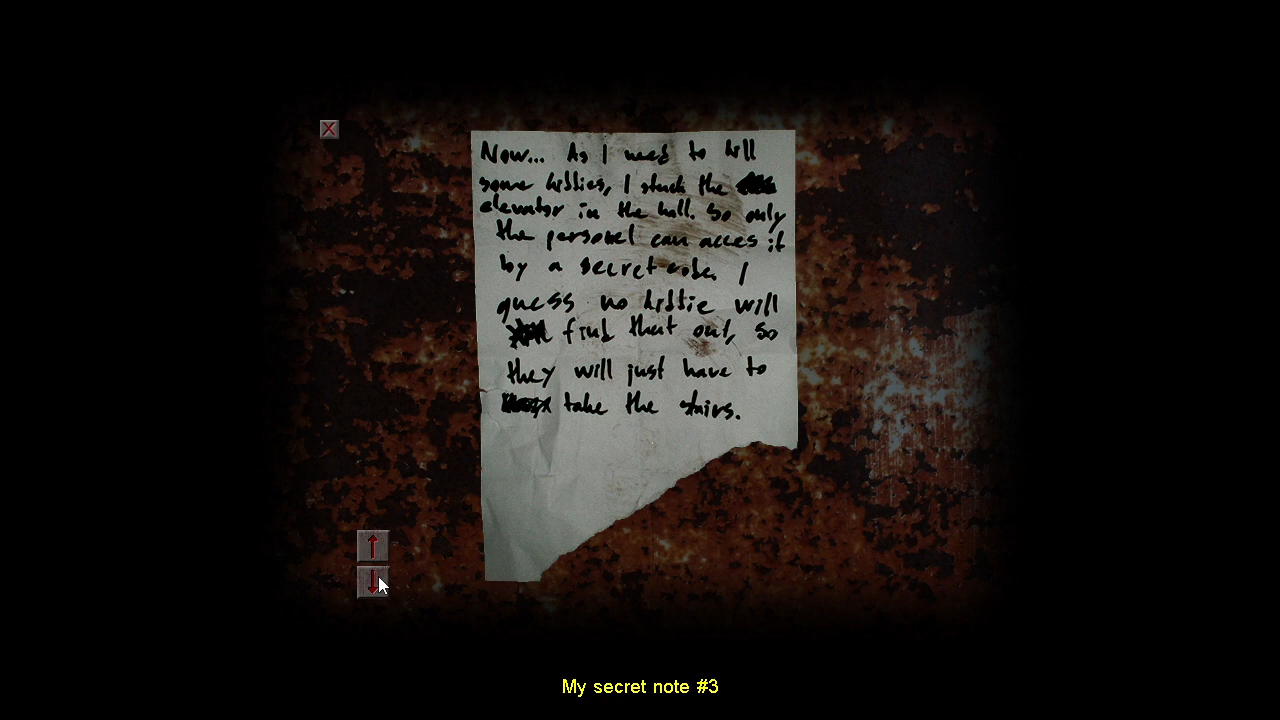 Now... As I need to kill
some kiddies, I stuck the
elevator in the hall. So only
the personel can acces it
by a secret code. I
guess no kiddie will
find that out, so
they will just have to
take the stairs.
My secret note #3